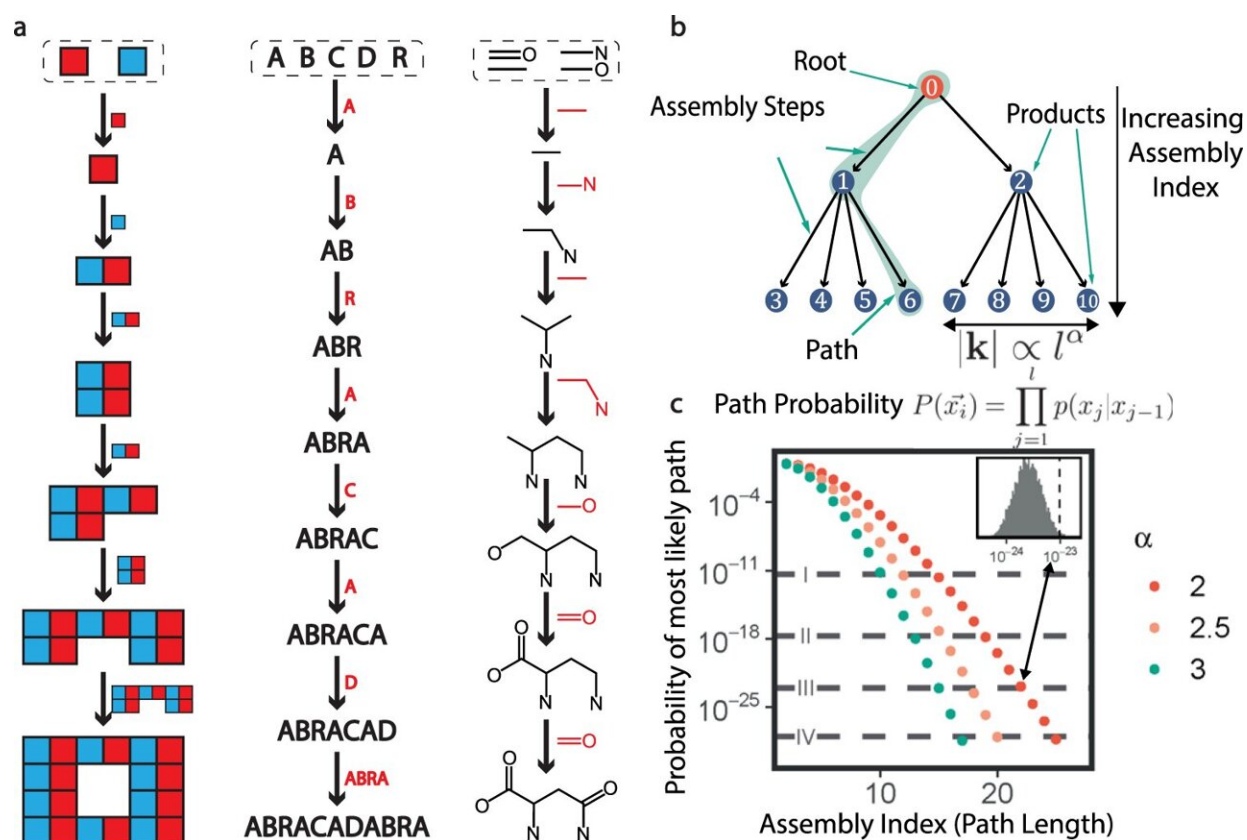 a
A B C D R
A
A
B
AB
R
ABR
A
ABRA
C
ABRAC
A
ABRACA
D
ABRACAD
ABRA
ABRACADABRA
O
N
O
N
N
N
N
N
N
O
O
N
N
O
O
O
N
N
O
O
O
O
N
N
b
Root
0
Assembly Steps
Products
Increasing
Assembly
Index
1
2
3 4 5 6 7 8 9 10
Path
|k| ∝ l^α
c
Path Probability P(x⃗_i) = ∏_{j=1}^{l} p(x_j|x_{j-1})
Probability of most likely path
10⁻⁴
10⁻¹¹
10⁻¹⁸
10⁻²⁵
I
II
III
IV
10⁻²⁴ 10⁻²³
10 20
Assembly Index (Path Length)
α
2
2.5
3